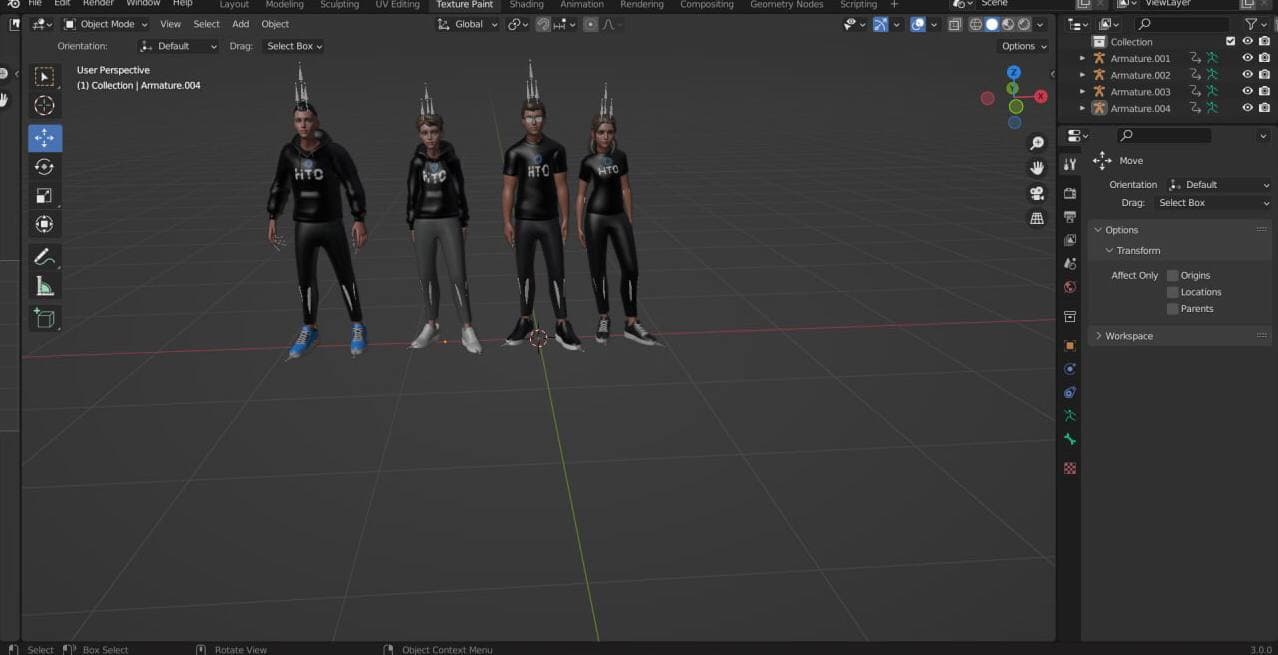 File Edit Render Window Help Layout Modeling Sculpting UV Editing Texture Paint Shading Animation Rendering Compositing Geometry Nodes Scripting + Scene ViewLayer
Object Mode View Select Add Object Global
Orientation: Default Drag: Select Box Options
User Perspective
(1) Collection | Armature.004
Z
Y
X
HTO
HTO
HTO
HTO
Collection
Armature.001
Armature.002
Armature.003
Armature.004
Move
Orientation Default
Drag: Select Box
Options
Transform
Affect Only Origins
Locations
Parents
Workspace
Select Box Select Rotate View Object Context Menu 3.0.0